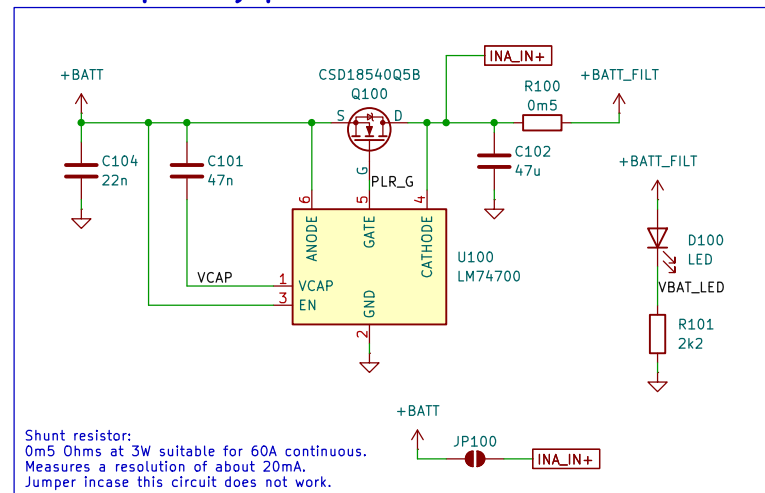 INA_IN+
+BATT
CSD18540Q5B
Q100
R100
0m5
+BATT_FILT
S
D
C104
22n
C101
47n
G
PLR_G
C102
47u
+BATT_FILT
6
5
4
ANODE
GATE
CATHODE
U100
LM74700
D100
LED
VCAP
1
VCAP
3
EN
GND
2
VBAT_LED
R101
2k2
+BATT
JP100
INA_IN+
Shunt resistor:
0m5 Ohms at 3W suitable for 60A continuous.
Measures a resolution of about 20mA.
Jumper incase this circuit does not work.